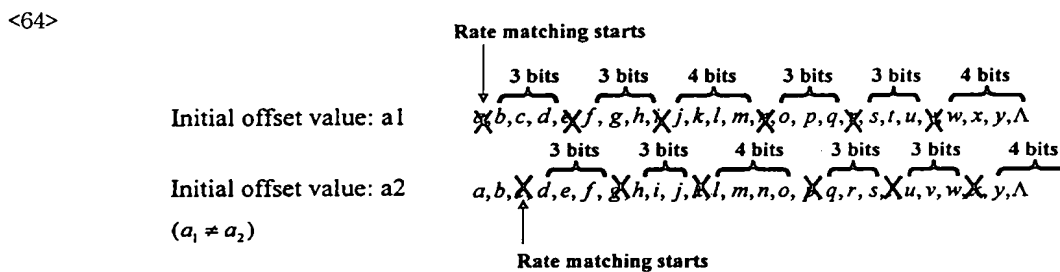 <64>
Rate matching starts
3 bits 3 bits 4 bits 3 bits 3 bits 4 bits
Initial offset value: a1 a,b,c,d,e,f,g,h,i,j,k,l,m,n,o,p,q,r,s,t,u,v,w,x,y,Λ
3 bits 3 bits 4 bits 3 bits 3 bits 4 bits
Initial offset value: a2 a,b,c,d,e,f,g,h,i,j,k,l,m,n,o,p,q,r,s,u,v,w,x,y,Λ
(a₁ ≠ a₂)
Rate matching starts